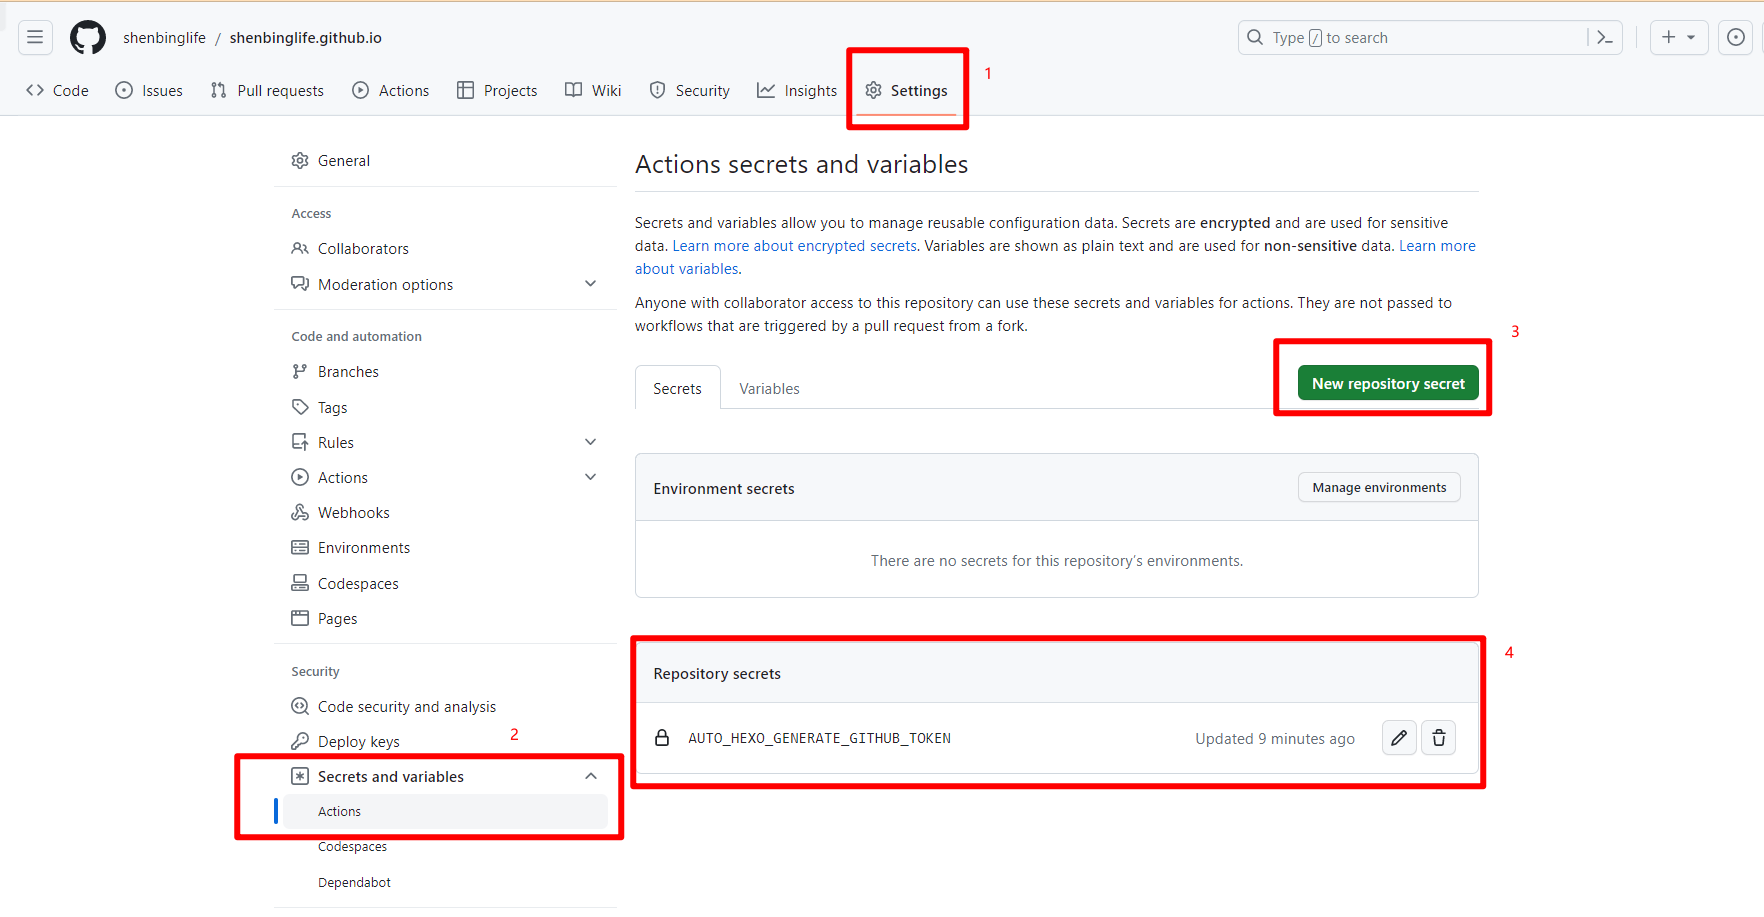 shenbinglife / shenbinglife.github.io
Type / to search
Code Issues Pull requests Actions Projects Wiki Security Insights Settings
1
General
Access
Collaborators
Moderation options
Code and automation
Branches
Tags
Rules
Actions
Webhooks
Environments
Codespaces
Pages
Security
Code security and analysis
Deploy keys
2
Secrets and variables
Actions
Codespaces
Dependabot
Actions secrets and variables
Secrets and variables allow you to manage reusable configuration data. Secrets are encrypted and are used for sensitive
data. Learn more about encrypted secrets. Variables are shown as plain text and are used for non-sensitive data. Learn more
about variables.
Anyone with collaborator access to this repository can use these secrets and variables for actions. They are not passed to
workflows that are triggered by a pull request from a fork.
3
Secrets Variables
New repository secret
Environment secrets
Manage environments
There are no secrets for this repository's environments.
4
Repository secrets
AUTO_HEXO_GENERATE_GITHUB_TOKEN
Updated 9 minutes ago